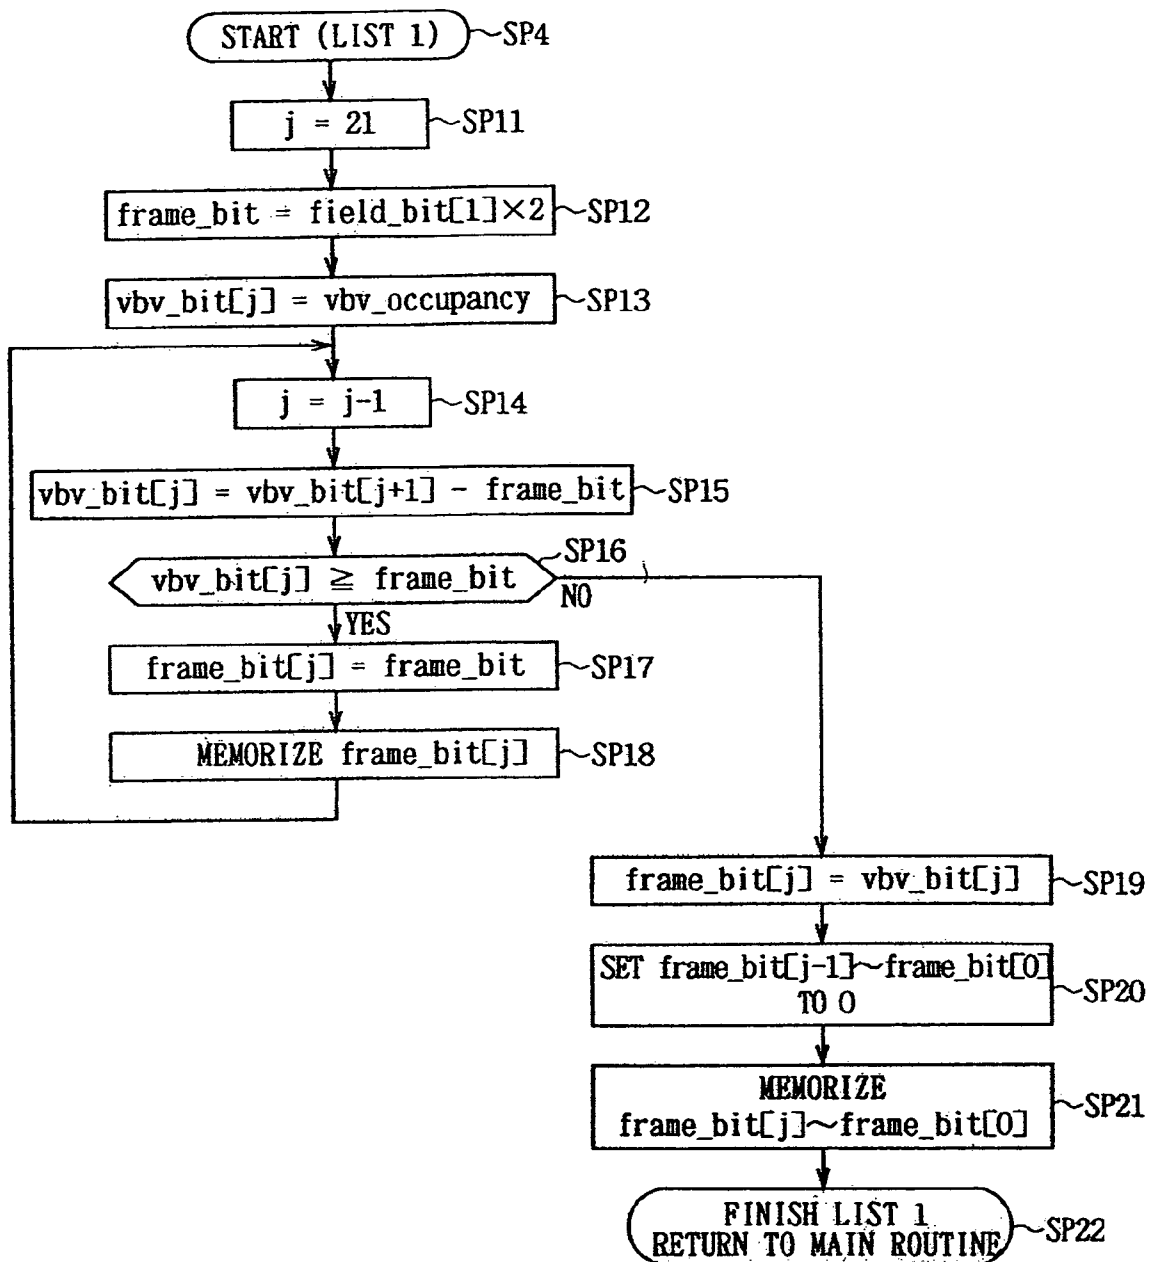 START (LIST 1)
SP4
j = 21
SP11
frame_bit = field_bit[1]×2
SP12
vbv_bit[j] = vbv_occupancy
SP13
j = j-1
SP14
vbv_bit[j] = vbv_bit[j+1] - frame_bit
SP15
SP16
vbv_bit[j] ≧ frame_bit
NO
YES
frame_bit[j] = frame_bit
SP17
MEMORIZE frame_bit[j]
SP18
frame_bit[j] = vbv_bit[j]
SP19
SET frame_bit[j-1]~frame_bit[0]
TO 0
SP20
MEMORIZE
frame_bit[j]~frame_bit[0]
SP21
FINISH LIST 1
RETURN TO MAIN ROUTINE
SP22